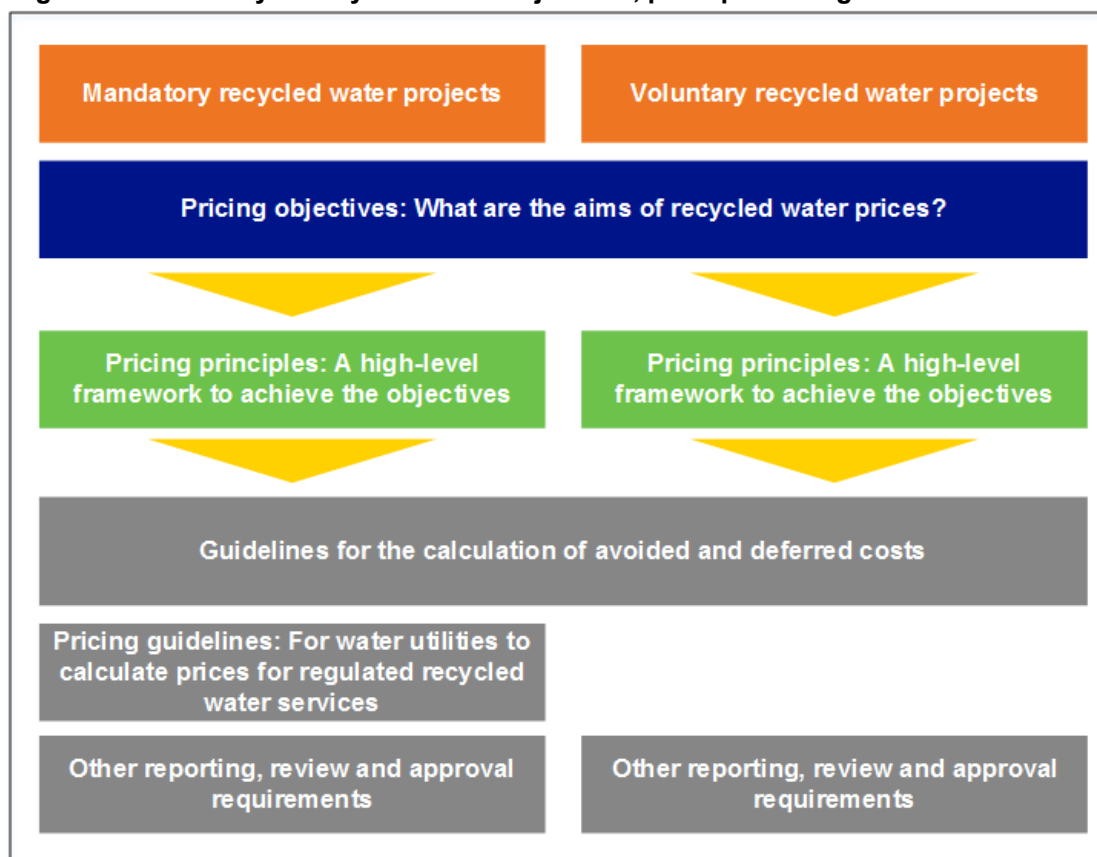 Mandatory recycled water projects
Voluntary recycled water projects
Pricing objectives: What are the aims of recycled water prices?
Pricing principles: A high-level
framework to achieve the objectives
Pricing principles: A high-level
framework to achieve the objectives
Guidelines for the calculation of avoided and deferred costs
Pricing guidelines: For water utilities to
calculate prices for regulated recycled
water services
Other reporting, review and approval
requirements
Other reporting, review and approval
requirements